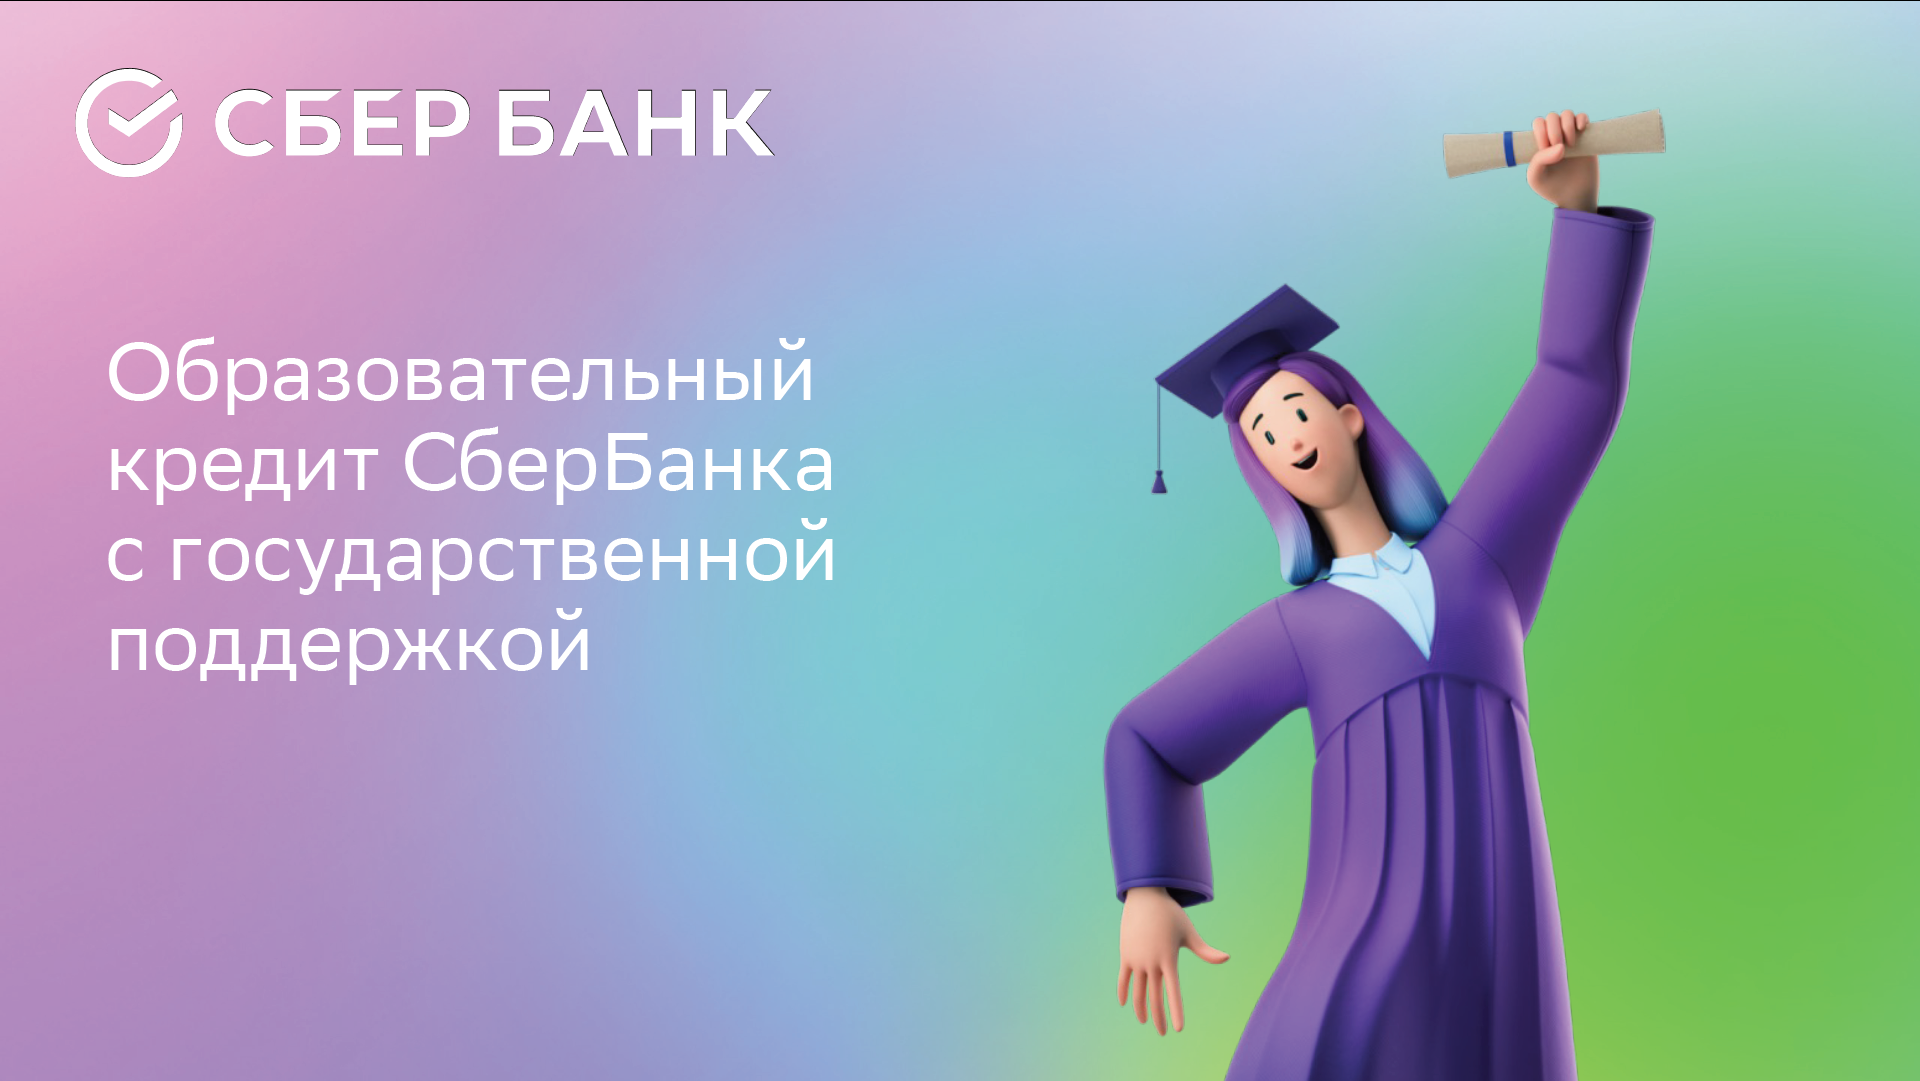 СБЕР БАНК
Образовательный
кредит СберБанка
с государственной
поддержкой